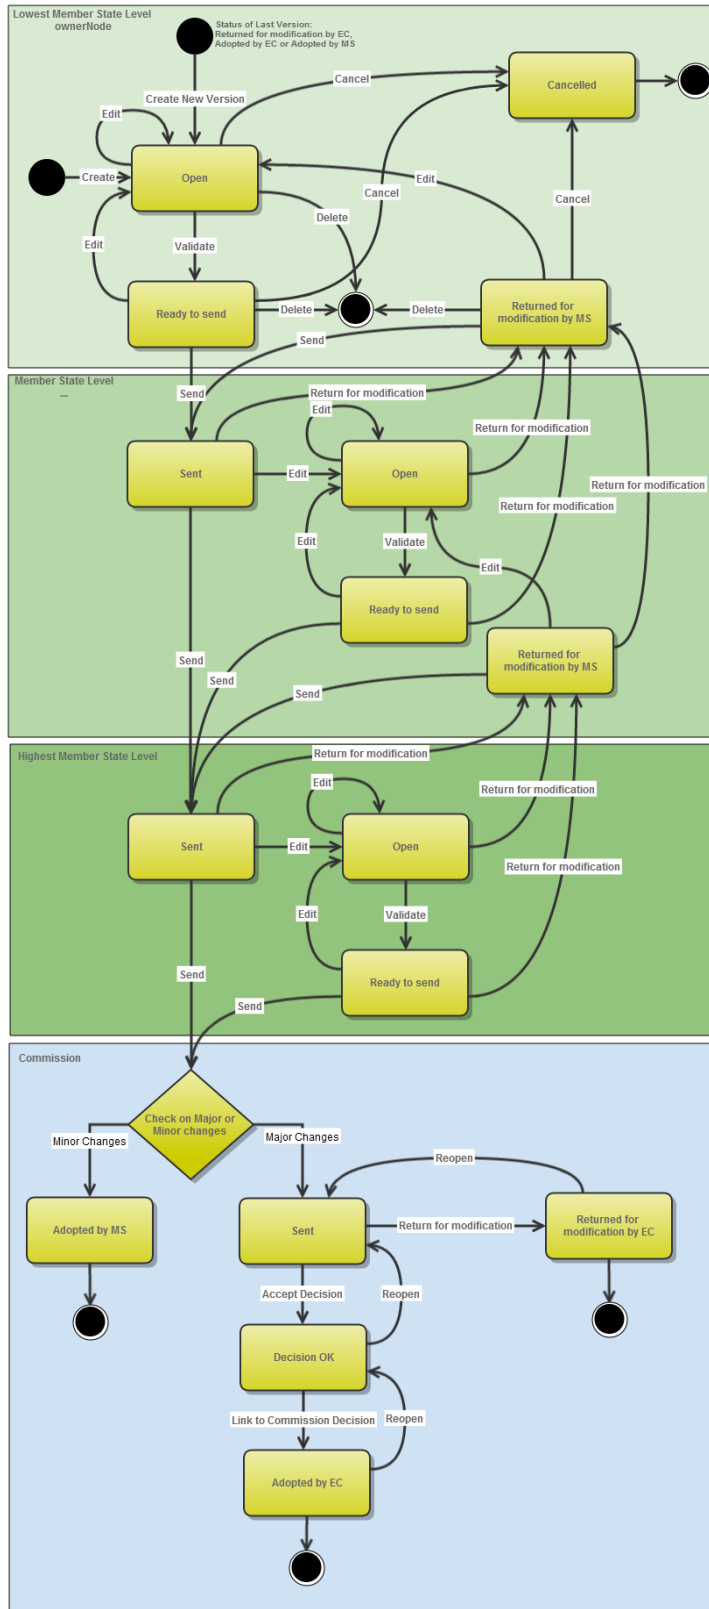 Lowest Member State Level
ownerNode
Status of Last Version:
Returned for modification by EC,
Adopted by EC or Adopted by MS
Cancel
Cancelled
Create New Version
Edit
Create
Open
Edit
Cancel
Cancel
Delete
Edit
Validate
Ready to send
Delete
Delete
Returned for
modification by MS
Send
Send
Member State Level
...
Return for modification
Edit
Return for modification
Sent
Edit
Open
Return for modification
Return for modification
Edit
Validate
Edit
Ready to send
Returned for
modification by MS
Send
Send
Send
Highest Member State Level
Return for modification
Edit
Return for modification
Sent
Edit
Open
Return for modification
Edit
Validate
Send
Ready to send
Send
Commission
Check on Major or
Minor changes
Minor Changes
Major Changes
Reopen
Adopted by MS
Sent
Return for modification
Returned for
modification by EC
Accept Decision
Reopen
Decision OK
Link to Commission Decision
Reopen
Adopted by EC